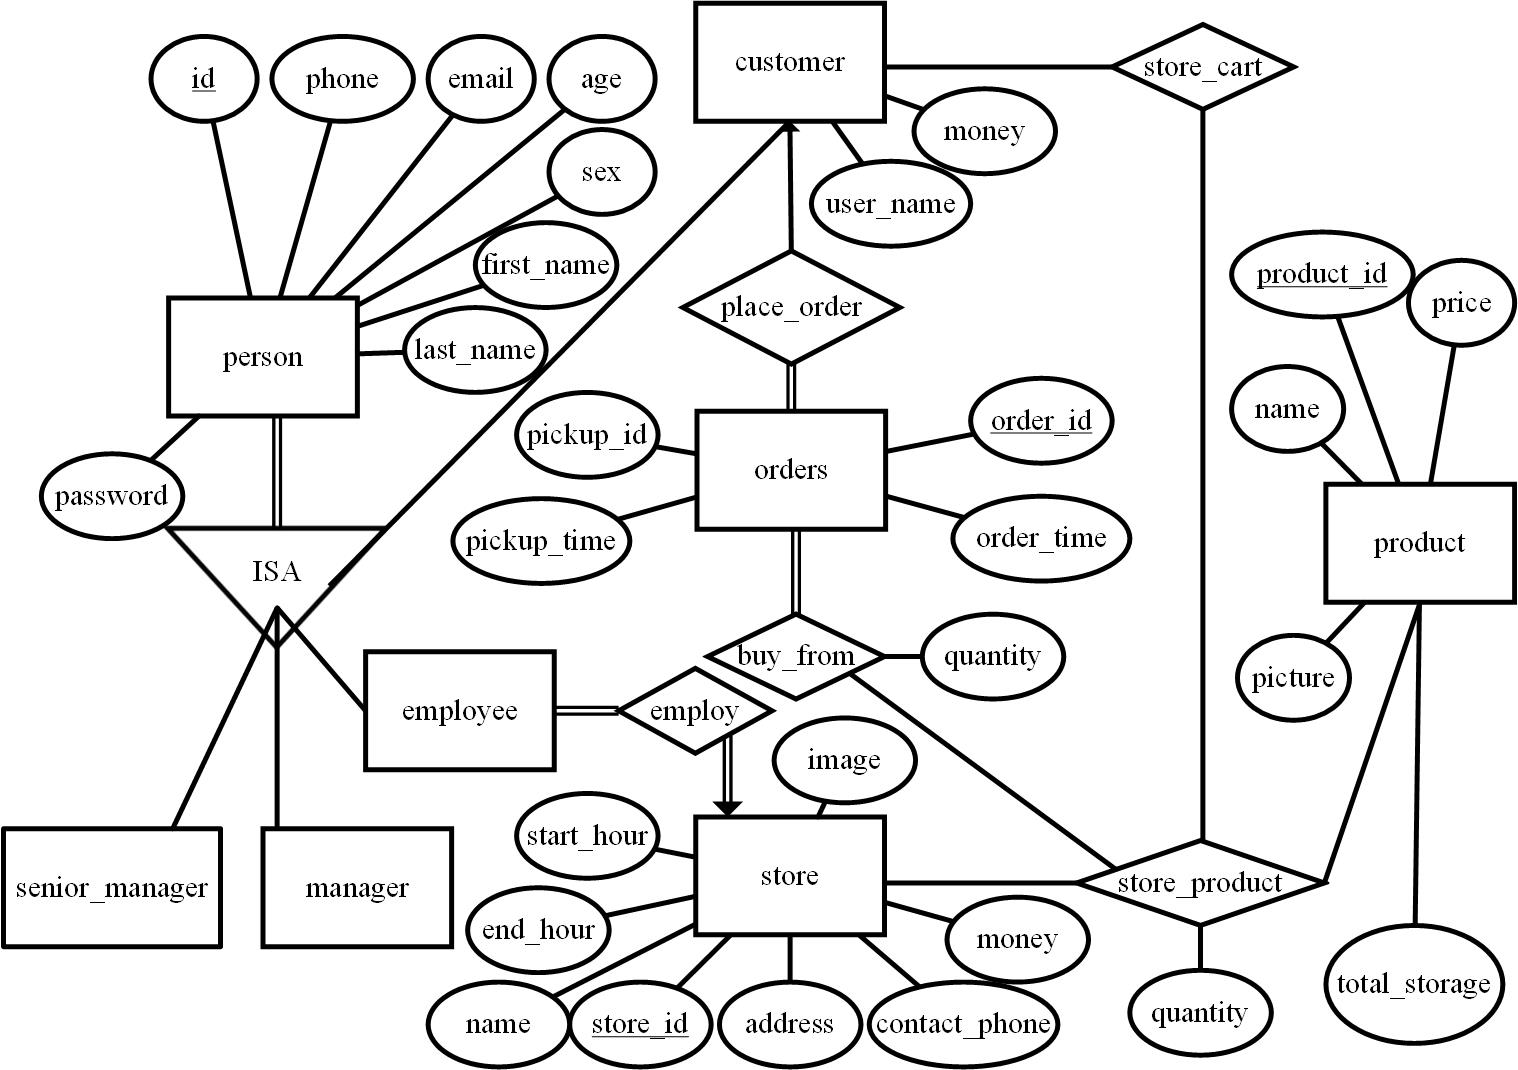 customer
store_cart
id
phone
email
age
money
sex
user_name
first_name
product_id
price
place_order
last_name
person
name
pickup_id
order_id
orders
password
pickup_time
order_time
product
ISA
buy_from
quantity
picture
employee
employ
image
start_hour
store
store_product
senior_manager
manager
end_hour
money
total_storage
name
store_id
address
contact_phone
quantity